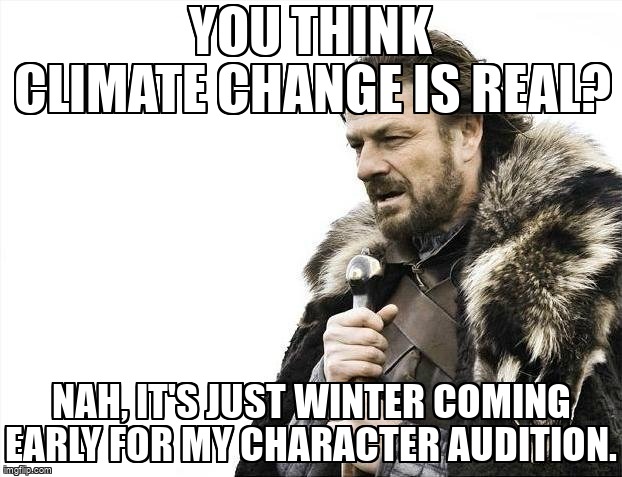 YOU THINK
CLIMATE CHANGE IS REAL?
NAH, IT'S JUST WINTER COMING
EARLY FOR MY CHARACTER AUDITION.
imgflip.com